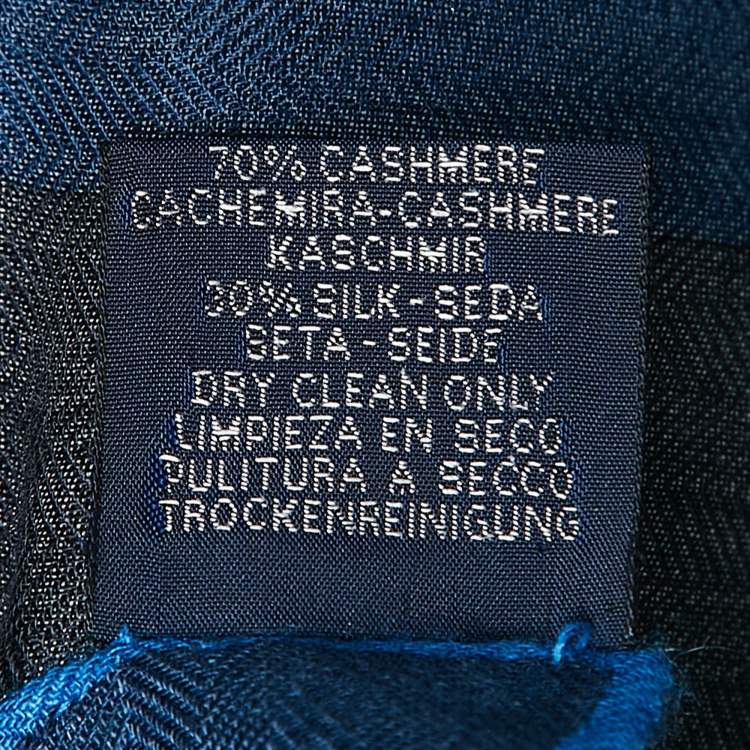 70% CASHMERE
CACHEMIRA-CASHMERE
KASCHMIR
30% SILK - SEDA
SETA - SEIDE
DRY CLEAN ONLY
LIMPIEZA EN SECO
PULITURA A SECCO
TROCKENREINIGUNG